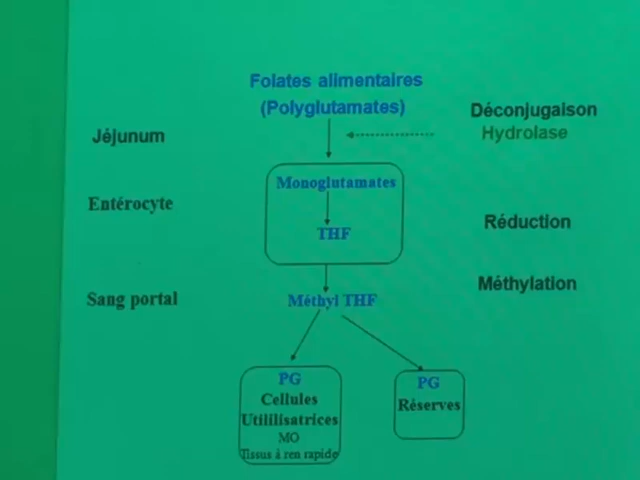 Folates alimentaires
(Polyglutamates)
Déconjugaison
Hydrolase
Jéjunum
Monoglutamates
Entérocyte
THF
Réduction
Méthylation
Sang portal
Méthyl THF
PG
Cellules
Utililisatrices
MO
Tissus à ren rapide
PG
Réserves